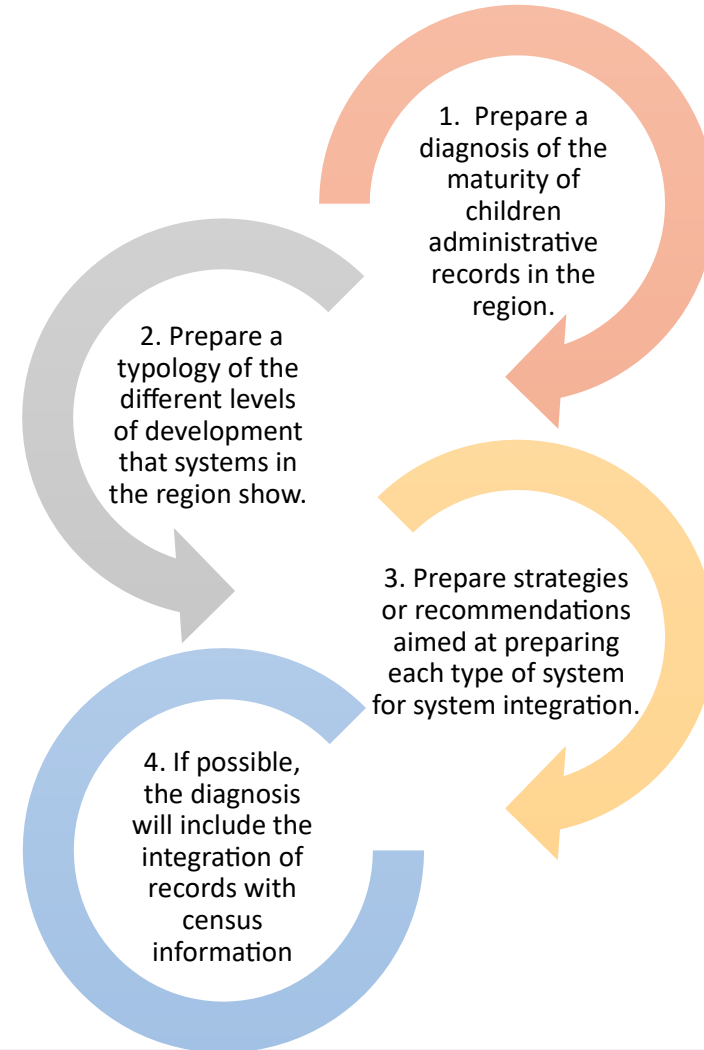 1. Prepare a
diagnosis of the
maturity of
children
administrative
records in the
region.
2. Prepare a
typology of the
different levels
of development
that systems in
the region show.
3. Prepare strategies
or recommendations
aimed at preparing
each type of system
for system integration.
4. If possible,
the diagnosis
will include the
integration of
records with
census
information